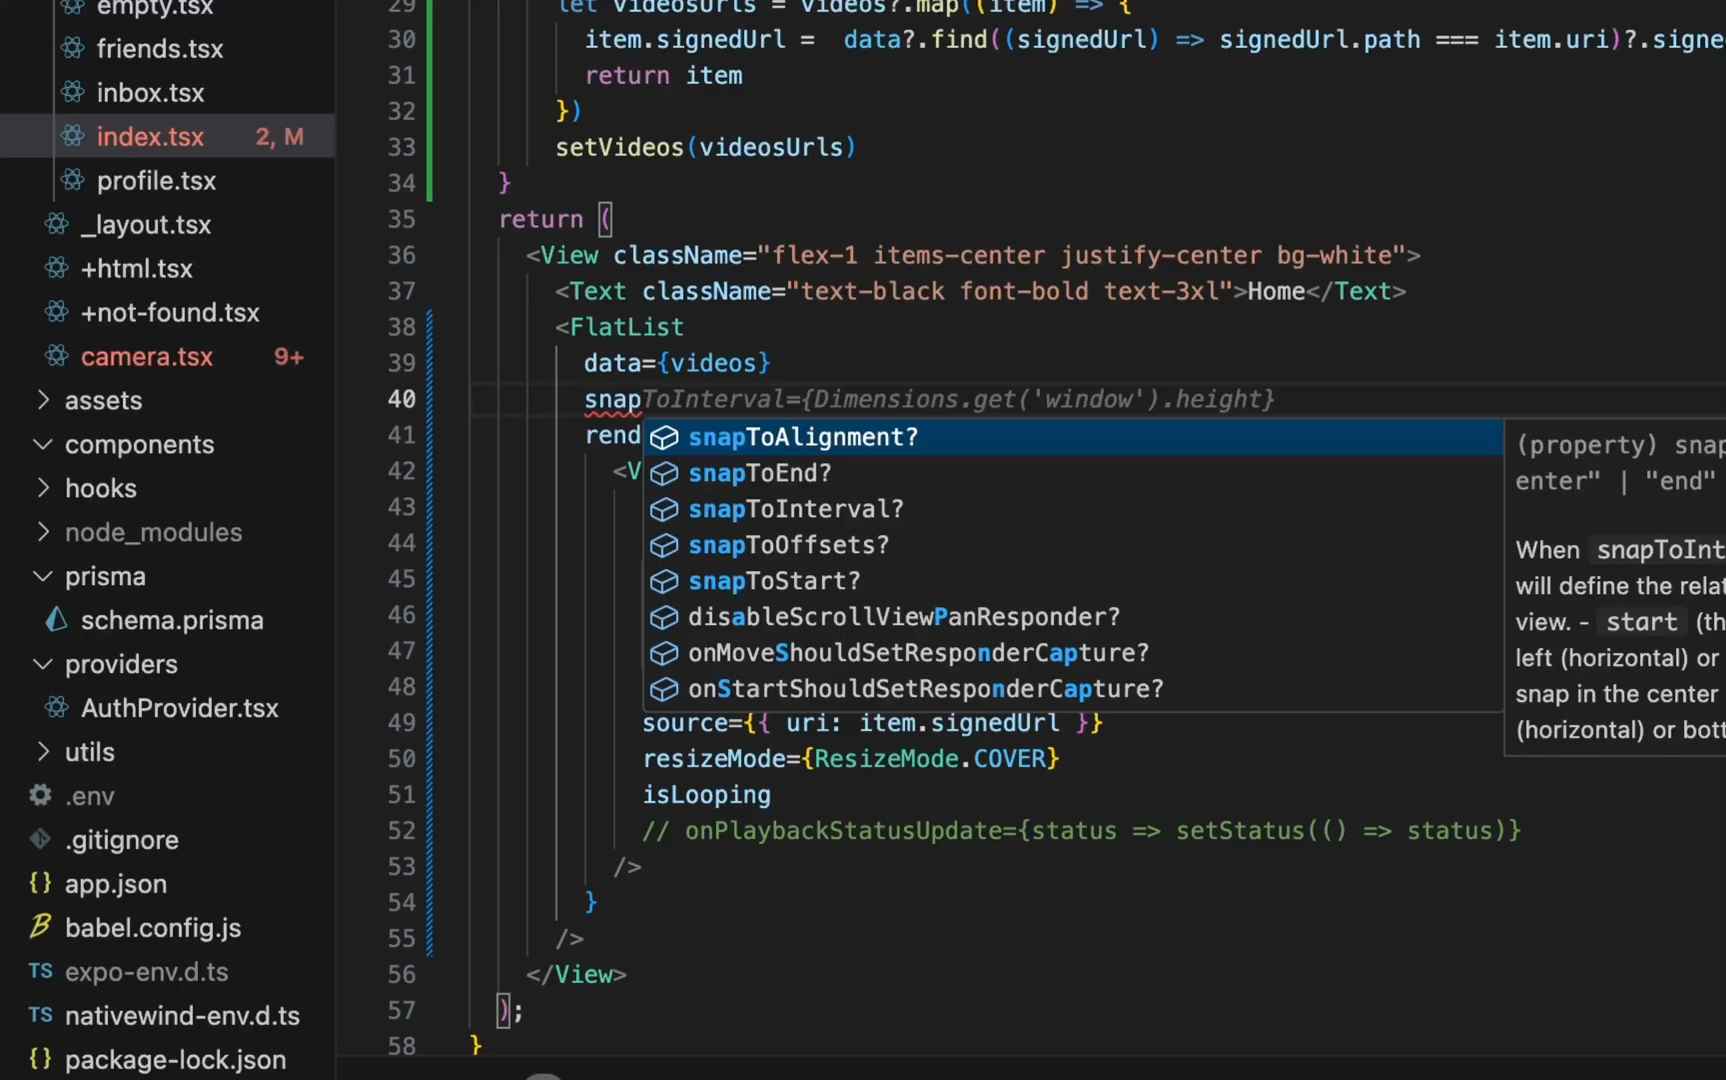 empty.tsx
friends.tsx
inbox.tsx
index.tsx 2, M
profile.tsx
_layout.tsx
+html.tsx
+not-found.tsx
camera.tsx 9+
assets
components
hooks
node_modules
prisma
schema.prisma
providers
AuthProvider.tsx
utils
.env
.gitignore
app.json
babel.config.js
TS expo-env.d.ts
TS nativewind-env.d.ts
{} package-lock.json
29 let videosUrls = videos?.map((item) => {
30 item.signedUrl = data?.find((signedUrl) => signedUrl.path === item.uri)?.signe
31 return item
32 })
33 setVideos(videosUrls)
34 }
35 return (
36 <View className="flex-1 items-center justify-center bg-white">
37 <Text className="text-black font-bold text-3xl">Home</Text>
38 <FlatList
39 data={videos}
40 snapToInterval={Dimensions.get('window').height}
41 rend
42 <V
43
44
45
46
47
48
snapToAlignment?
snapToEnd?
snapToInterval?
snapToOffsets?
snapToStart?
disableScrollViewPanResponder?
onMoveShouldSetResponderCapture?
onStartShouldSetResponderCapture?
(property) snap
enter" | "end"
When snapToInt
will define the relat
view. - start (th
left (horizontal) or
snap in the center
(horizontal) or bott
49 source={{ uri: item.signedUrl }}
50 resizeMode={ResizeMode.COVER}
51 isLooping
52 // onPlaybackStatusUpdate={status => setStatus(() => status)}
53 />
54 }
55 />
56 </View>
57 );
58 }